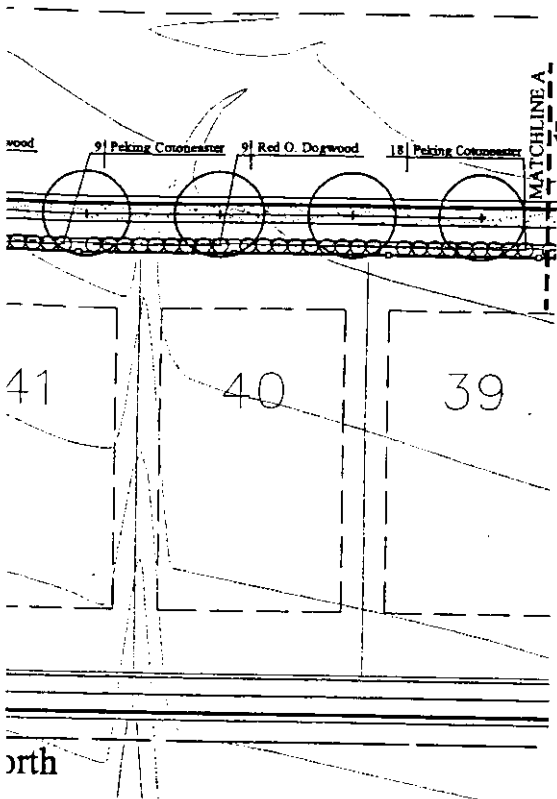 wood
9 Peking Cotoneaster
9 Red O. Dogwood
18 Peking Cotoneaster
MATCHLINE A
41
40
39
orth